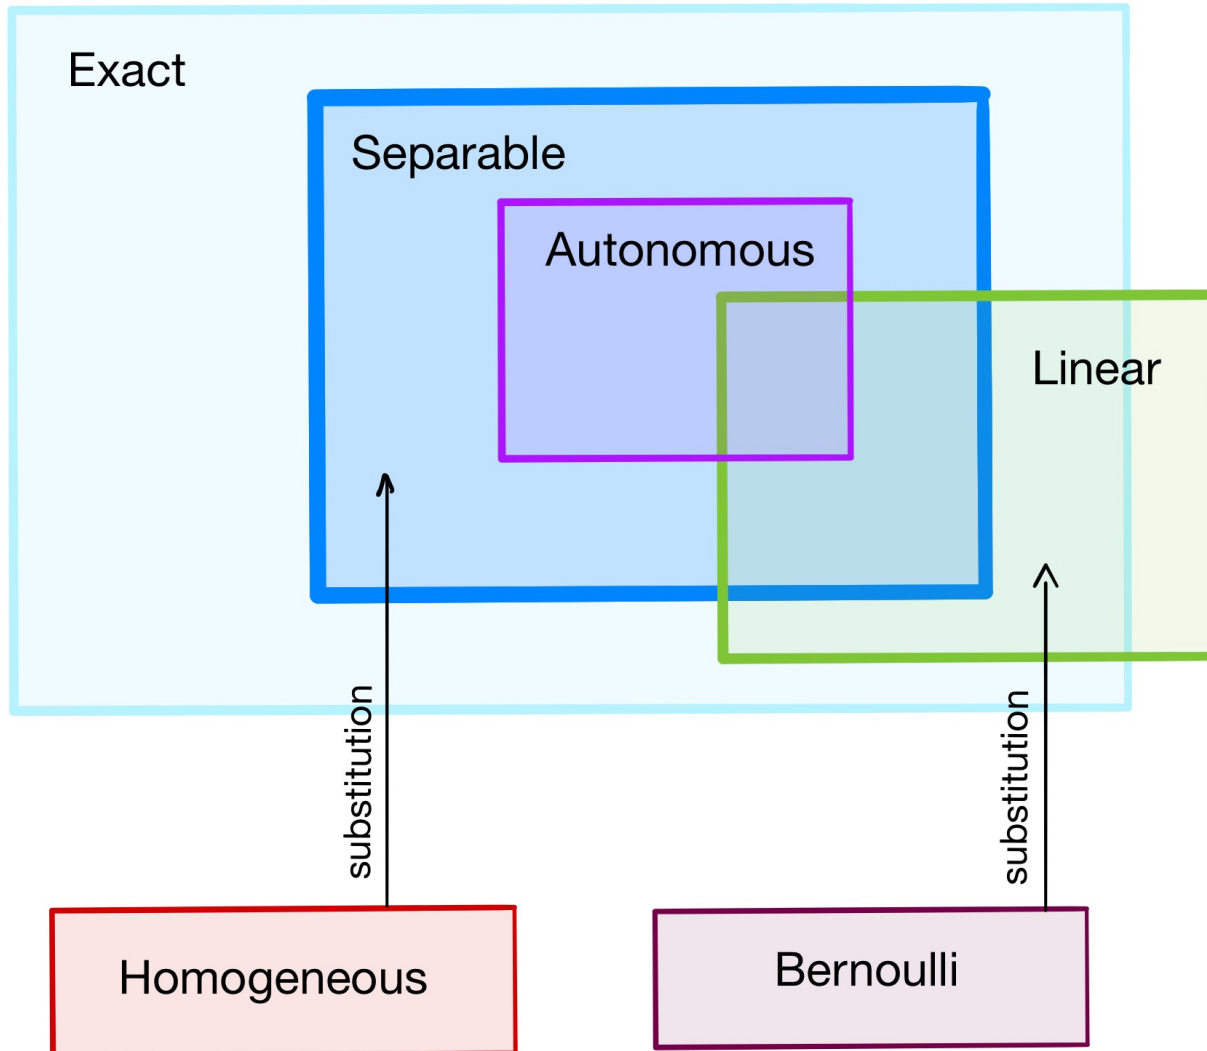 Exact
Separable
Autonomous
Linear
substitution
substitution
Homogeneous
Bernoulli